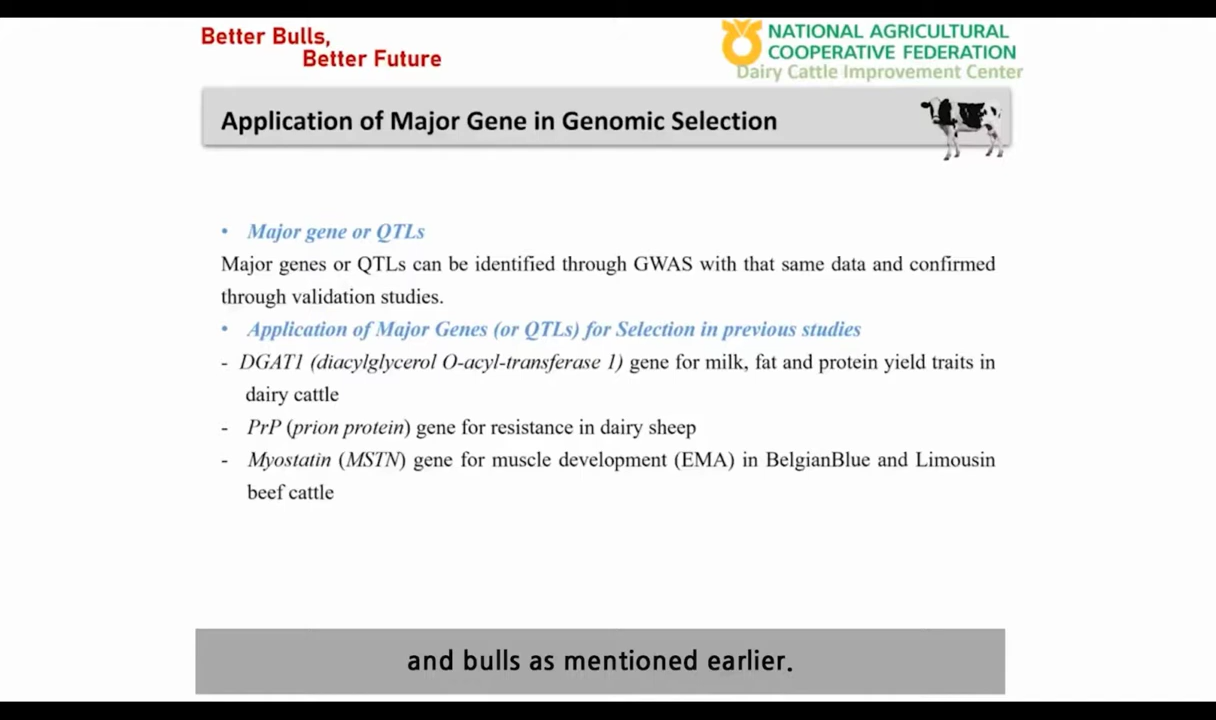 Better Bulls,
Better Future
NATIONAL AGRICULTURAL
COOPERATIVE FEDERATION
Dairy Cattle Improvement Center
Application of Major Gene in Genomic Selection
• Major gene or QTLs
Major genes or QTLs can be identified through GWAS with that same data and confirmed
through validation studies.
• Application of Major Genes (or QTLs) for Selection in previous studies
- DGAT1 (diacylglycerol O-acyl-transferase 1) gene for milk, fat and protein yield traits in
dairy cattle
- PrP (prion protein) gene for resistance in dairy sheep
- Myostatin (MSTN) gene for muscle development (EMA) in BelgianBlue and Limousin
beef cattle
and bulls as mentioned earlier.